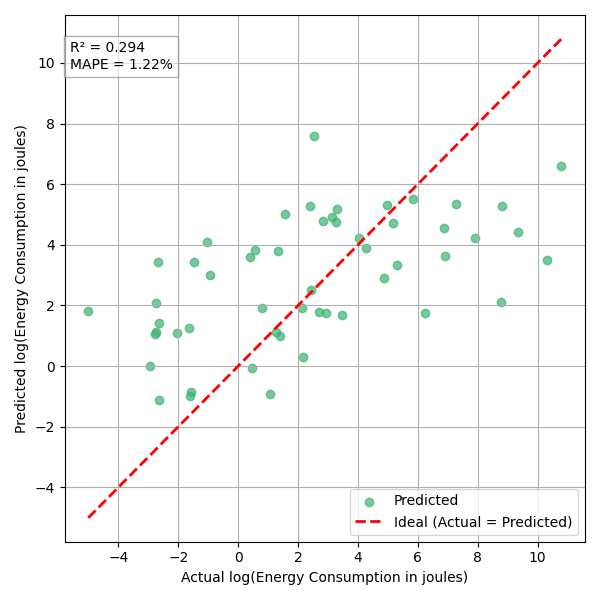 R² = 0.294
MAPE = 1.22%
10
8
6
4
2
0
−2
−4
Predicted log(Energy Consumption in joules)
Predicted
Ideal (Actual = Predicted)
−4 −2 0 2 4 6 8 10
Actual log(Energy Consumption in joules)